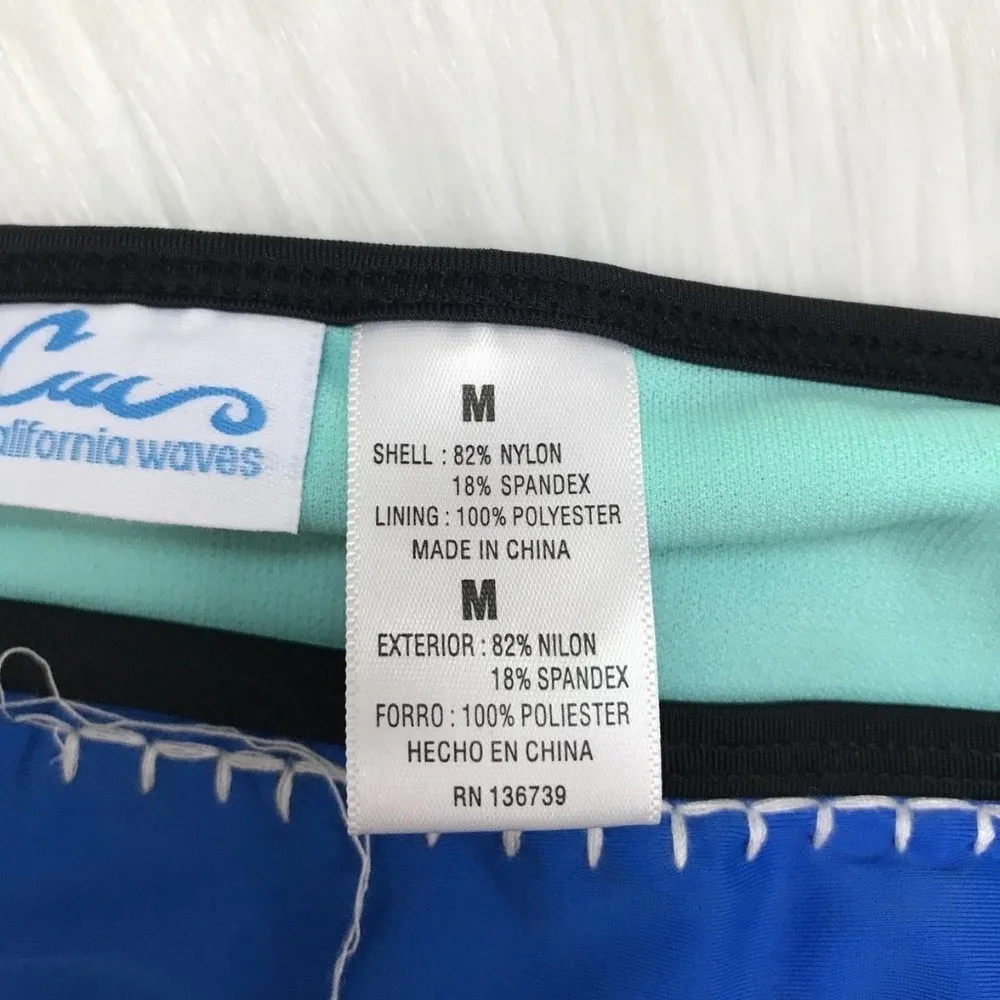 alifornia waves
M
SHELL : 82% NYLON
18% SPANDEX
LINING : 100% POLYESTER
MADE IN CHINA
M
EXTERIOR : 82% NILON
18% SPANDEX
FORRO : 100% POLIESTER
HECHO EN CHINA
RN 136739